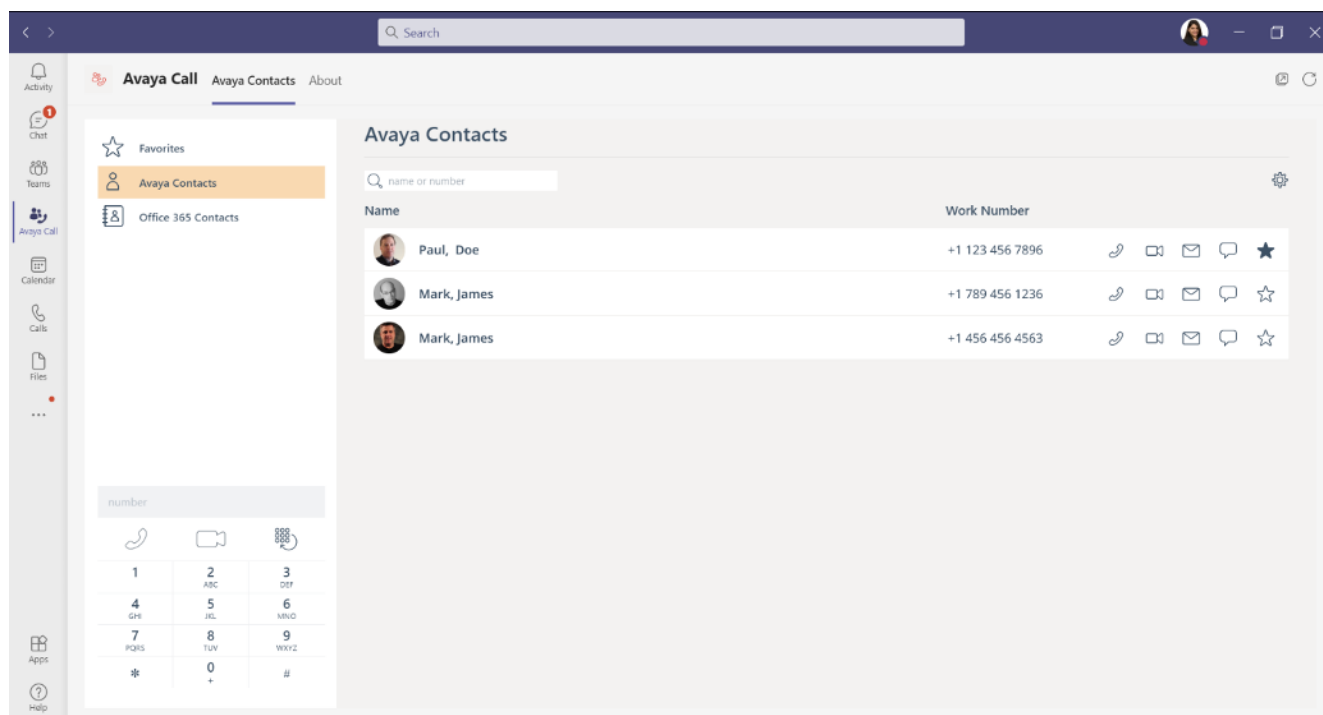 Search
Activity
Avaya Call Avaya Contacts About
1
Chat
Teams
Avaya Call
Calendar
Calls
Files
Apps
Help
Favorites
Avaya Contacts
Office 365 Contacts
number
1 2 3
ABC DEF
4 5 6
GHI JKL MNO
7 8 9
PQRS TUV WXYZ
* 0 #
+
Avaya Contacts
name or number
Name Work Number
Paul, Doe +1 123 456 7896
Mark, James +1 789 456 1236
Mark, James +1 456 456 4563